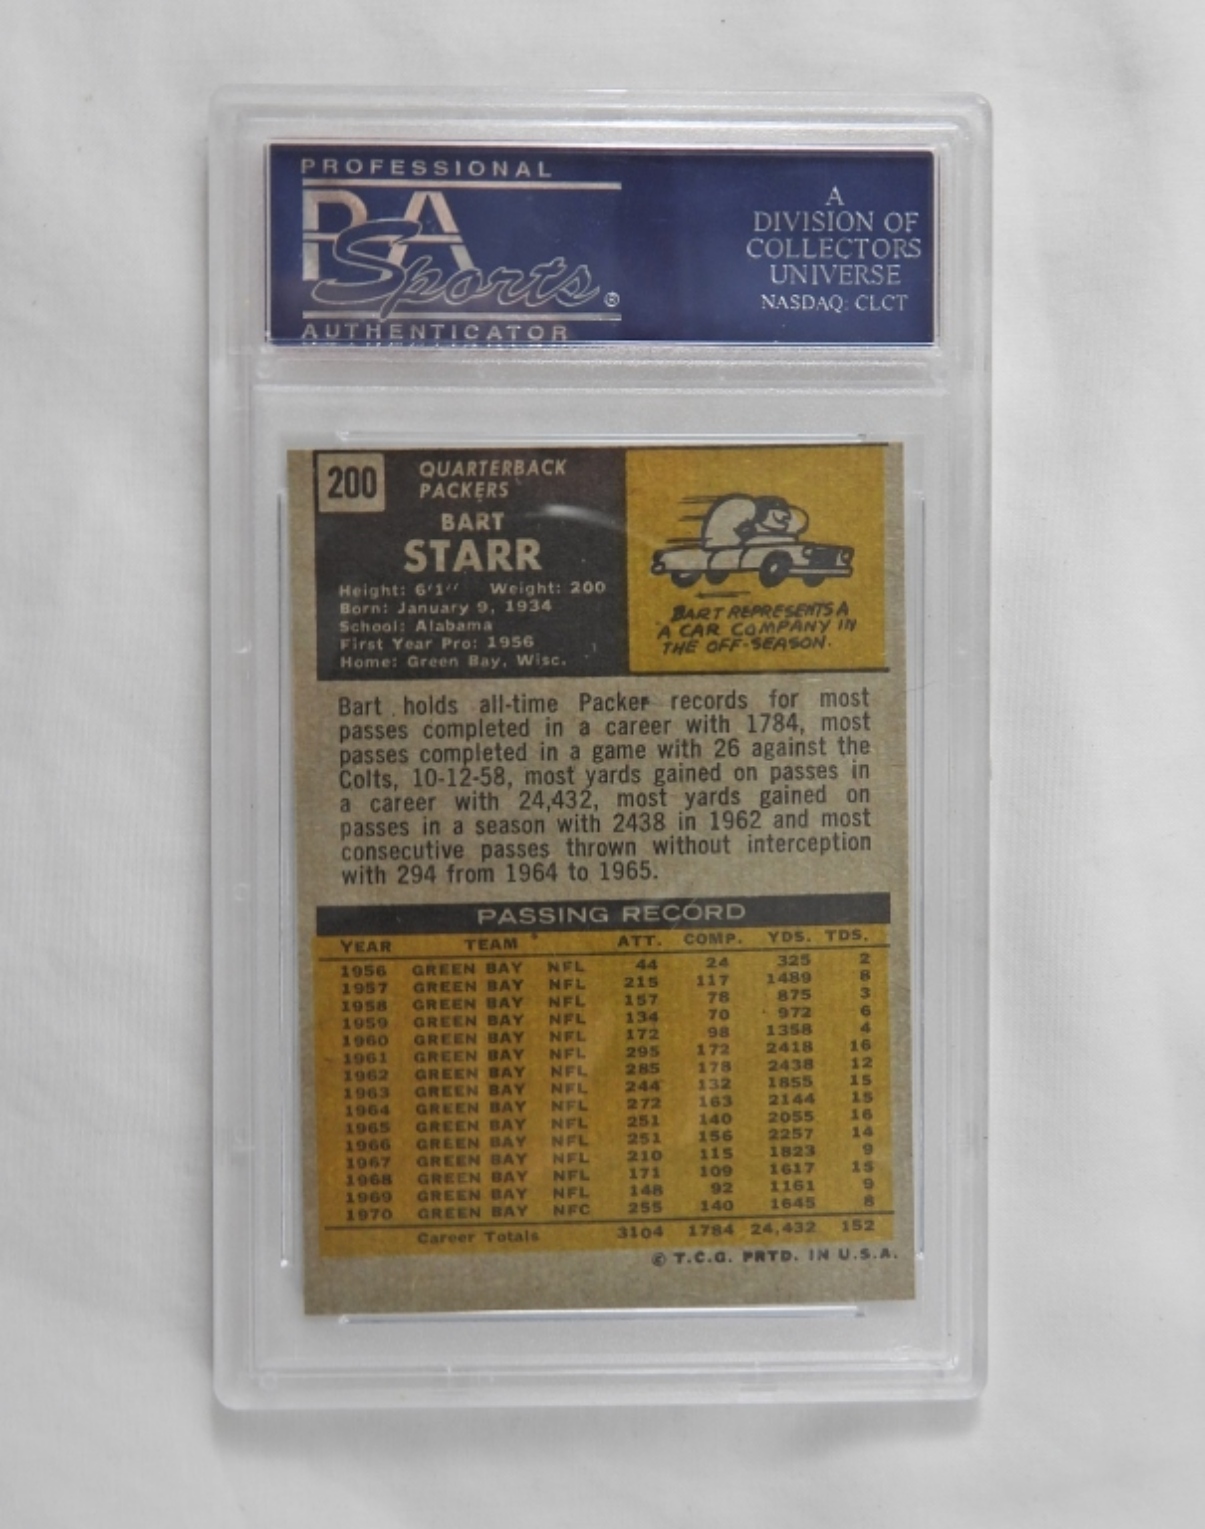 PROFESSIONAL
PSA
Sports®
AUTHENTICATOR
A
DIVISION OF
COLLECTORS
UNIVERSE
NASDAQ: CLCT
200
QUARTERBACK
PACKERS
BART
STARR
Height: 6'1'' Weight: 200
Born: January 9, 1934
School: Alabama
First Year Pro: 1956
Home: Green Bay, Wisc.
BART REPRESENTS A
A CAR COMPANY IN
THE OFF-SEASON.
Bart holds all-time Packer records for most
passes completed in a career with 1784, most
passes completed in a game with 26 against the
Colts, 10-12-58, most yards gained on passes in
a career with 24,432, most yards gained on
passes in a season with 2438 in 1962 and most
consecutive passes thrown without interception
with 294 from 1964 to 1965.
PASSING RECORD
YEAR TEAM ATT. COMP. YDS. TDS.
1956 GREEN BAY NFL 44 24 325 2
1957 GREEN BAY NFL 215 117 1489 8
1958 GREEN BAY NFL 157 78 875 3
1959 GREEN BAY NFL 134 70 972 6
1960 GREEN BAY NFL 172 98 1358 4
1961 GREEN BAY NFL 295 172 2418 16
1962 GREEN BAY NFL 285 178 2438 12
1963 GREEN BAY NFL 244 132 1855 15
1964 GREEN BAY NFL 272 163 2144 15
1965 GREEN BAY NFL 251 140 2055 16
1966 GREEN BAY NFL 251 156 2257 14
1967 GREEN BAY NFL 210 115 1823 9
1968 GREEN BAY NFL 171 109 1617 15
1969 GREEN BAY NFL 148 92 1161 9
1970 GREEN BAY NFC 255 140 1645 8
Career Totals 3104 1784 24,432 152
© T.C.G. PRTD. IN U.S.A.